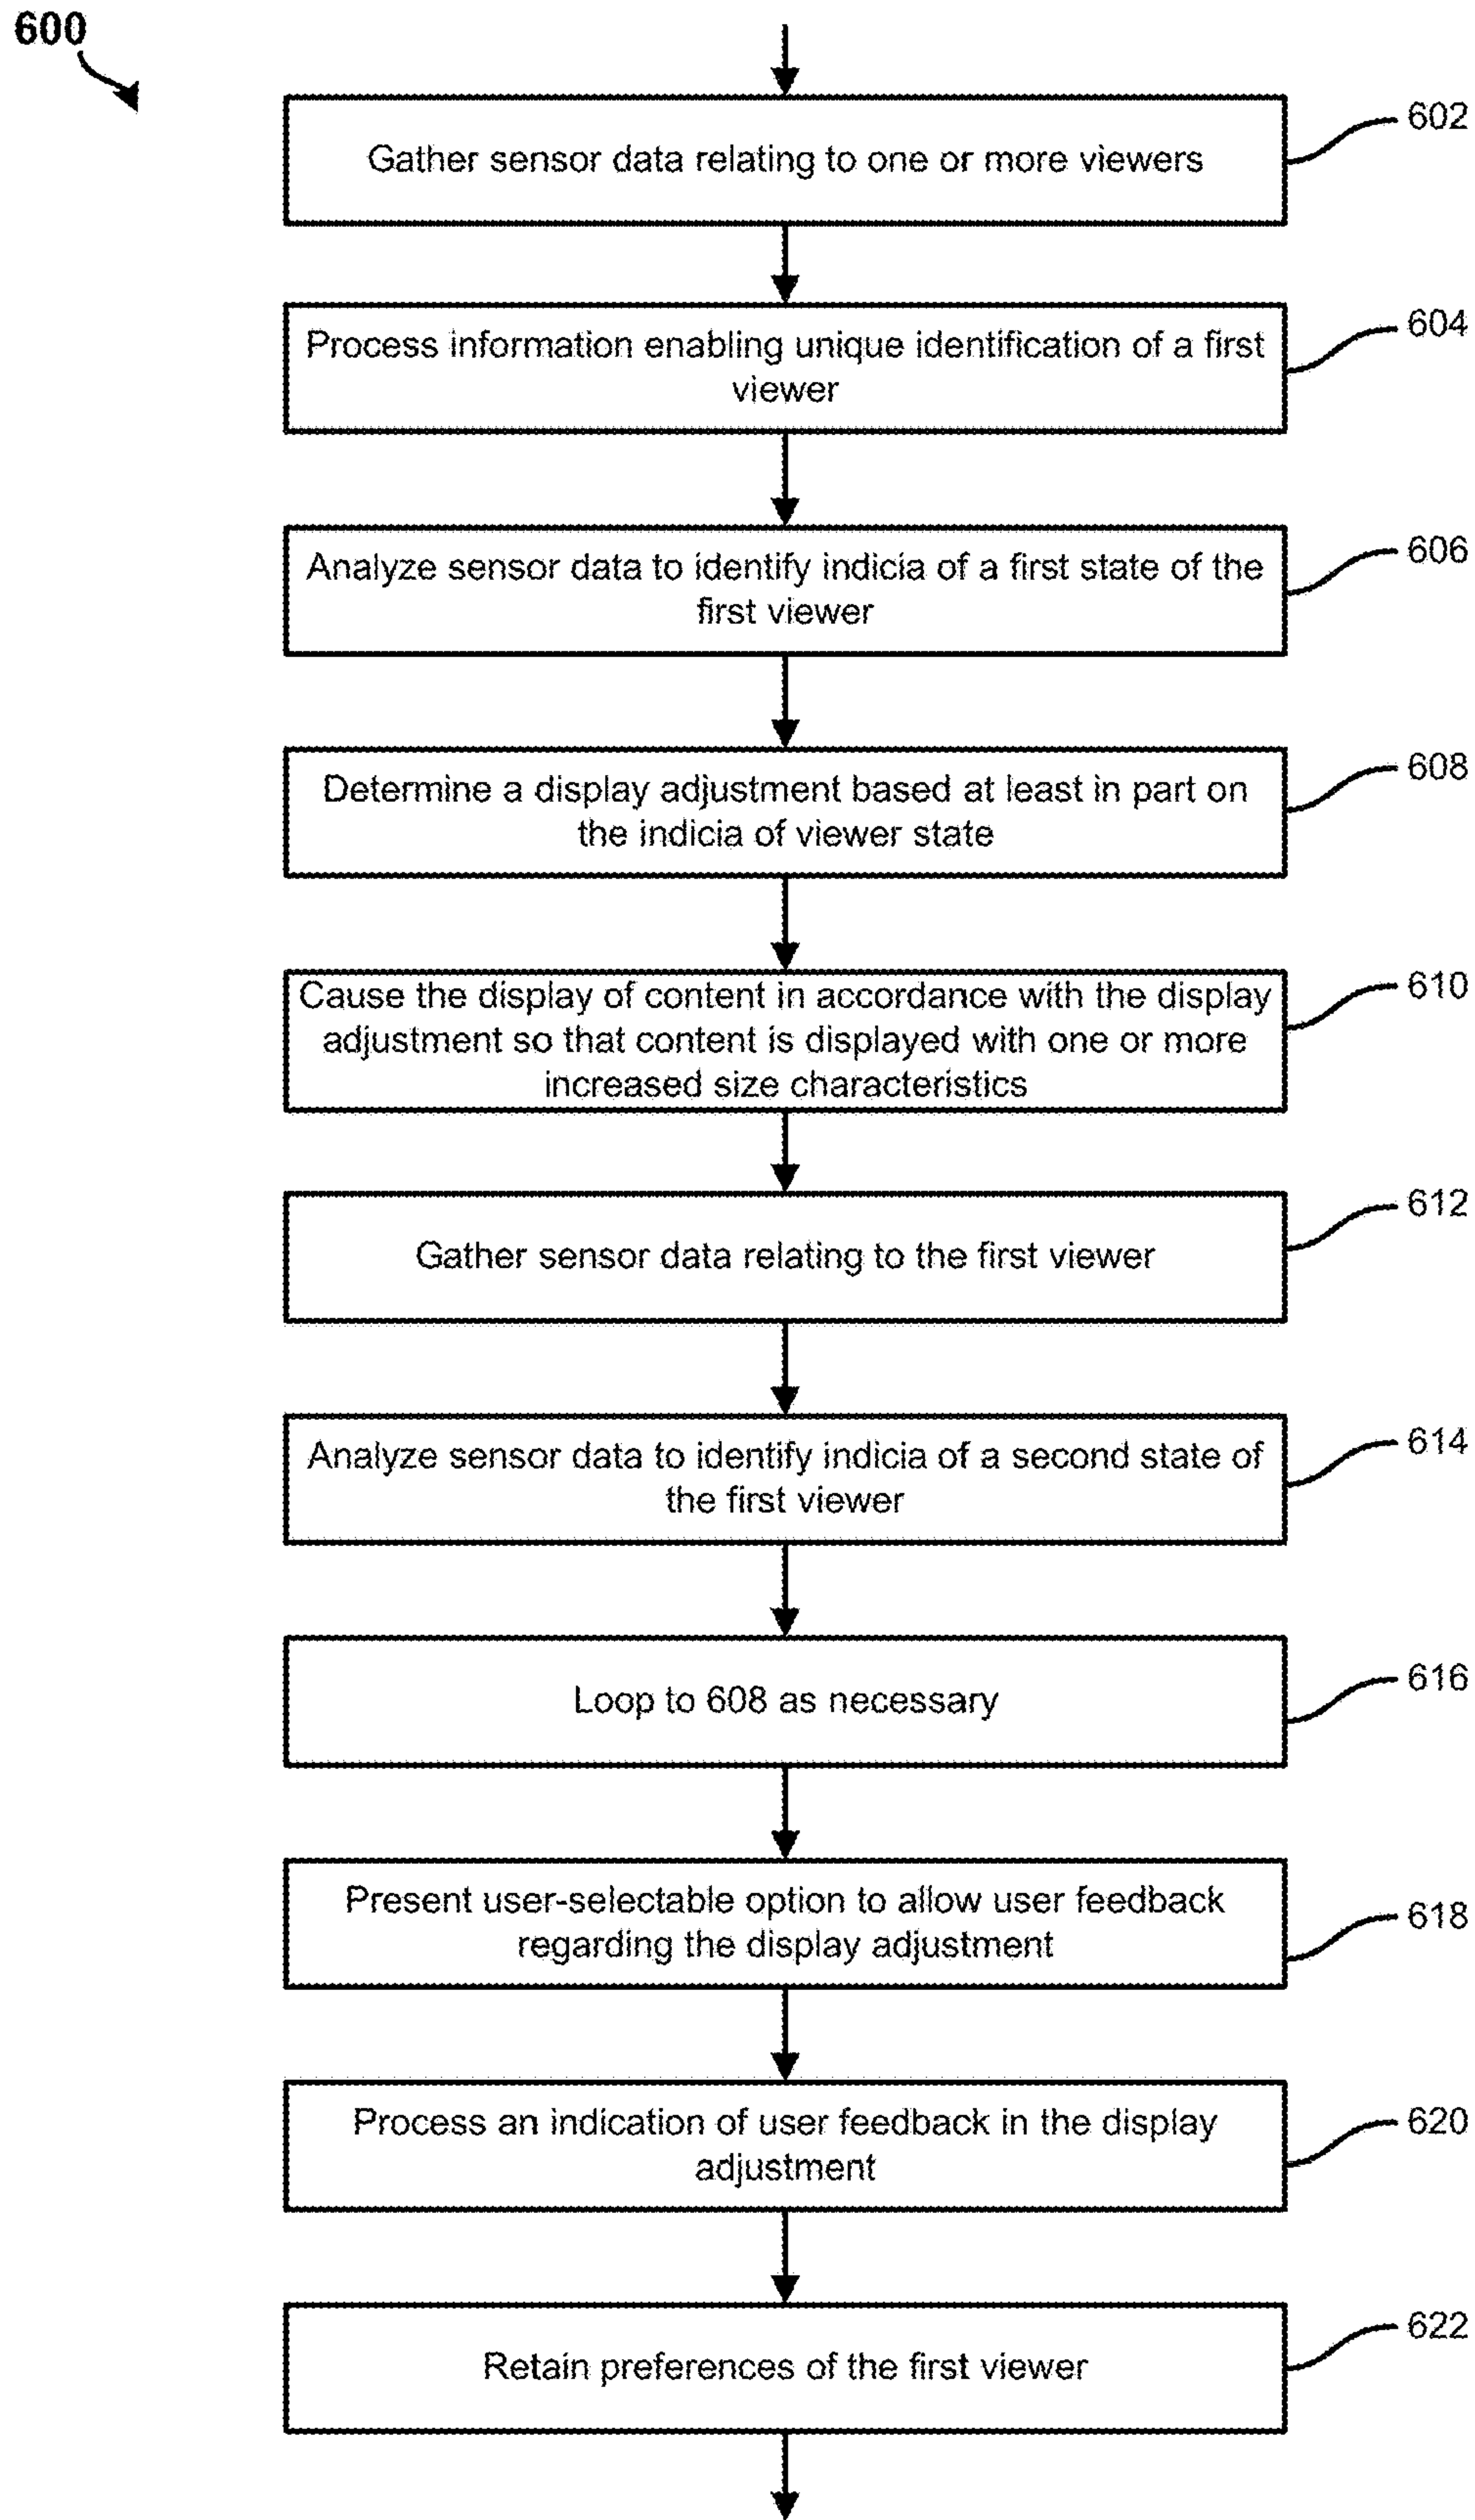 600
602
Gather sensor data relating to one or more viewers
604
Process information enabling unique identification of a first
viewer
606
Analyze sensor data to identify indicia of a first state of the
first viewer
608
Determine a display adjustment based at least in part on
the indicia of viewer state
610
Cause the display of content in accordance with the display
adjustment so that content is displayed with one or more
increased size characteristics
612
Gather sensor data relating to the first viewer
614
Analyze sensor data to identify indicia of a second state of
the first viewer
616
Loop to 608 as necessary
618
Present user-selectable option to allow user feedback
regarding the display adjustment
620
Process an indication of user feedback in the display
adjustment
622
Retain preferences of the first viewer